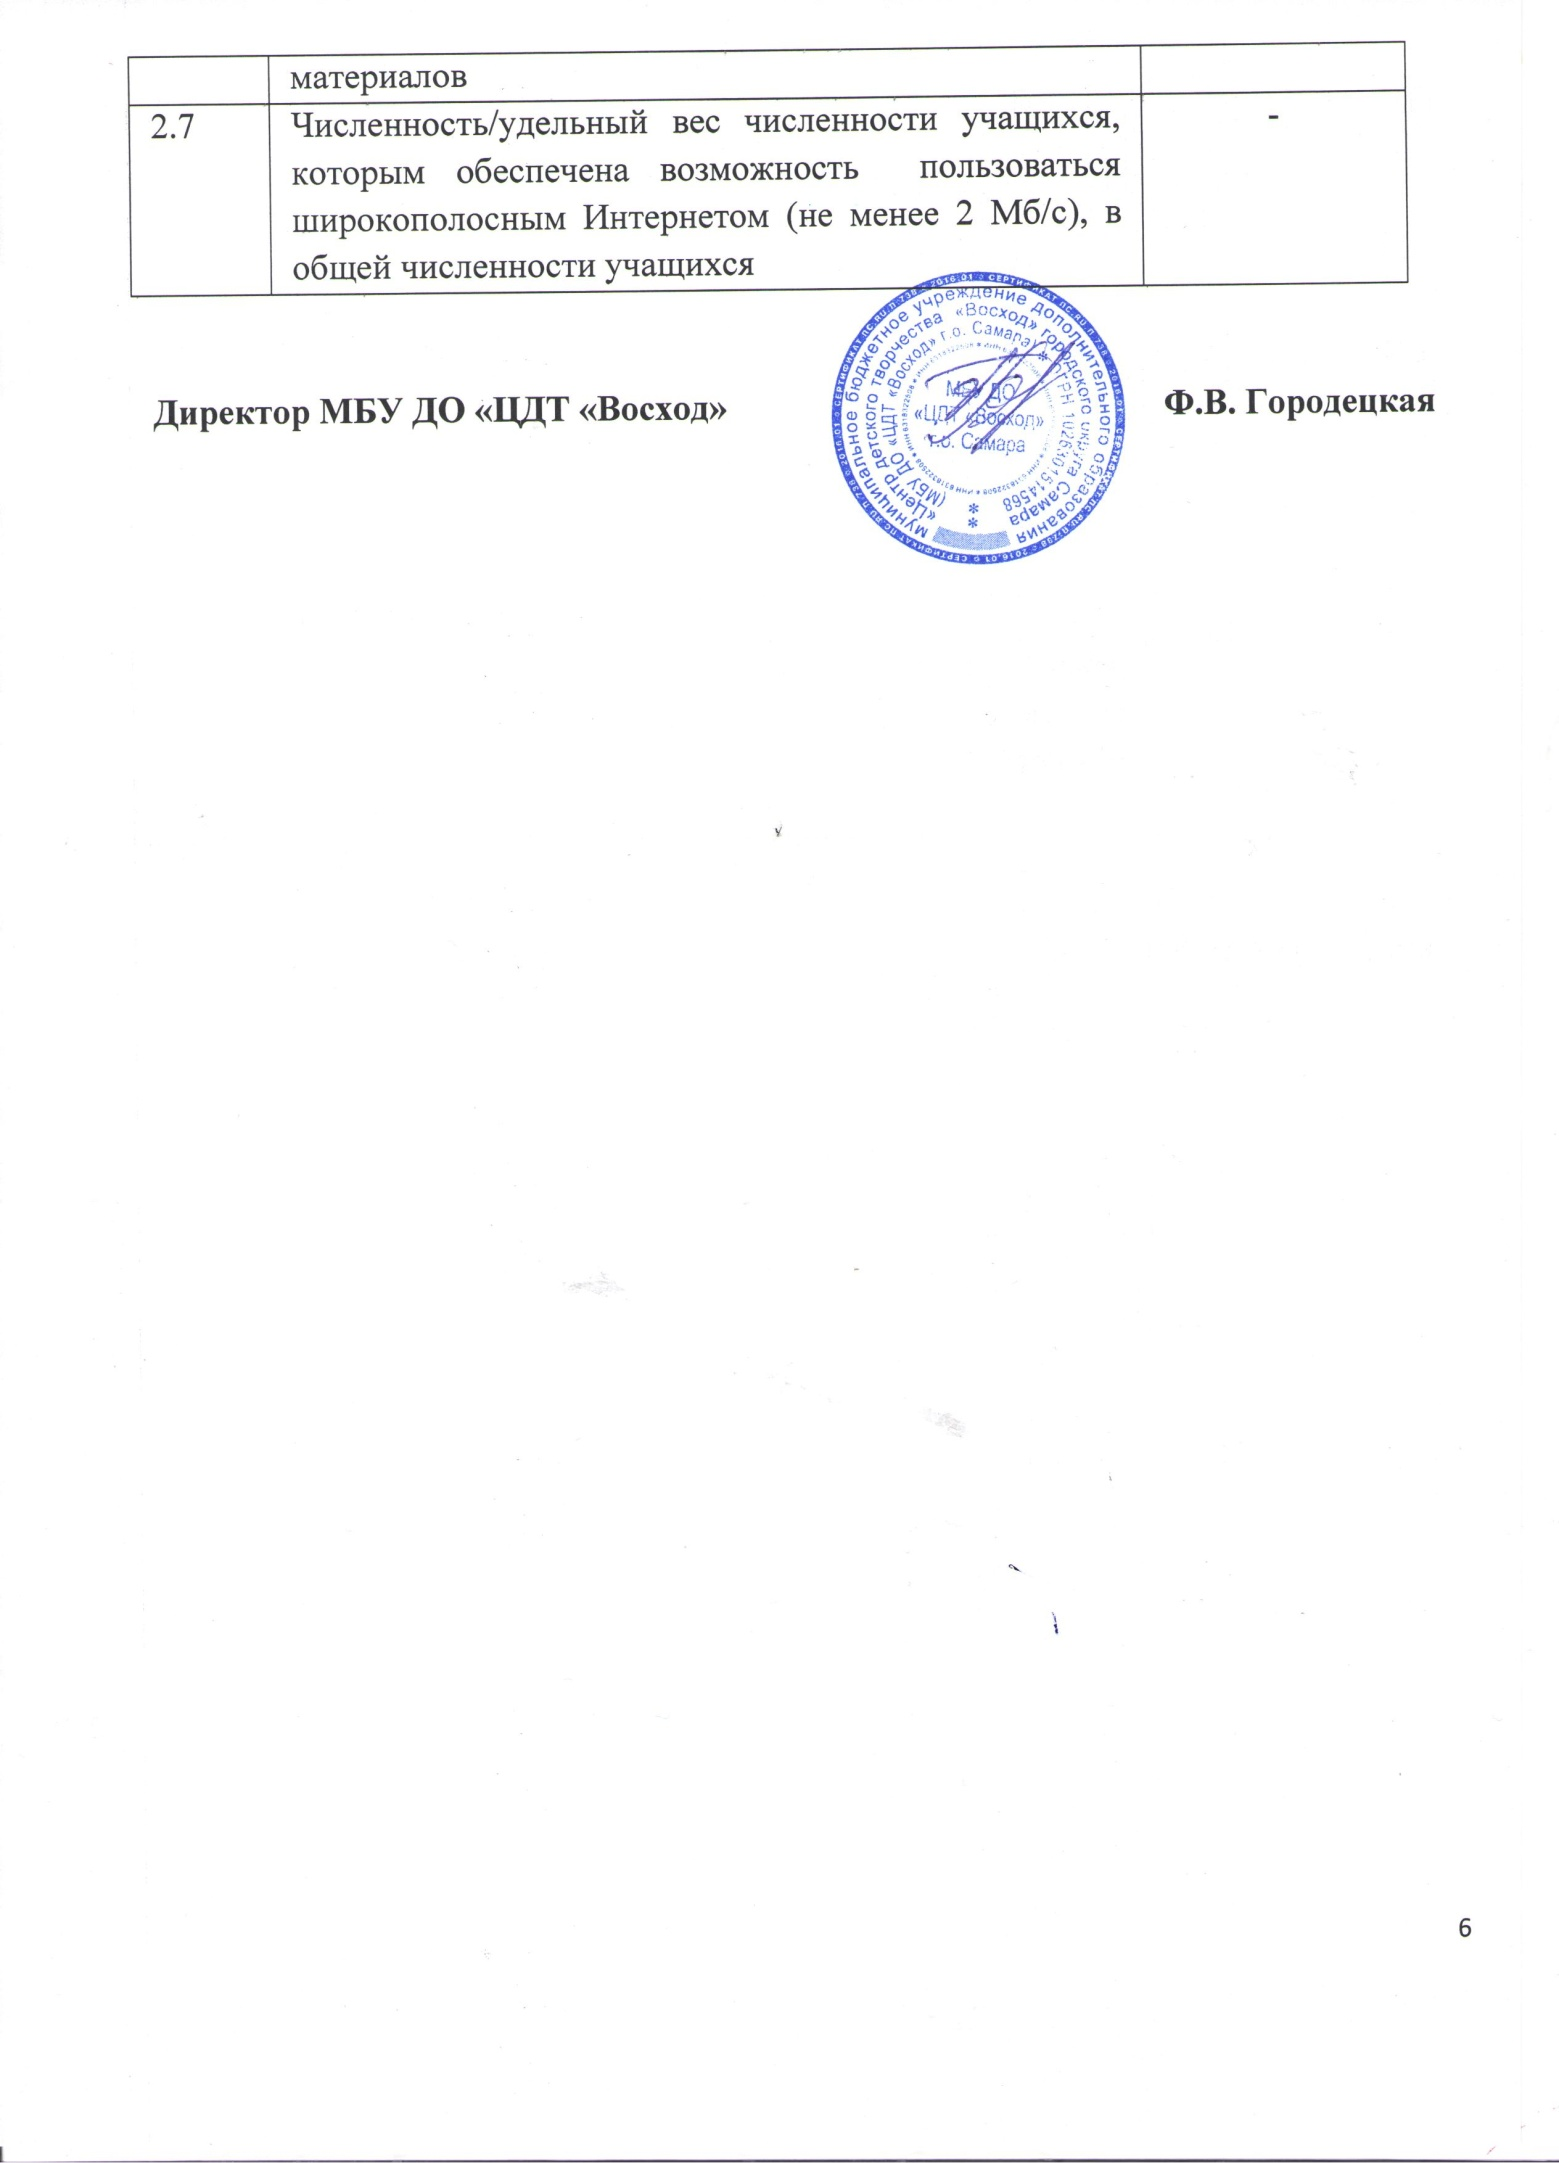 материалов
2.7 Численность/удельный вес численности учащихся, -
которым обеспечена возможность пользоваться
широкополосным Интернетом (не менее 2 Мб/с), в
общей численности учащихся
Директор МБУ ДО «ЦДТ «Восход»
Ф.В. Городецкая
муниципальное бюджетное учреждение дополнительного образования
«Центр детского творчества «Восход» городского округа Самара
(МБУ ДО «ЦДТ «Восход» г.о. Самара) * ОГРН 1026301514568 *
МБУ ДО
«ЦДТ «Восход»
г.о. Самара
6